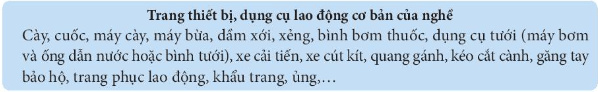 Trang thiết bị, dụng cụ lao động cơ bản của nghề
Cày, cuốc, máy cày, máy bừa, dầm xới, xẻng, bình bơm thuốc, dụng cụ tưới (máy bơm
và ống dẫn nước hoặc bình tưới), xe cải tiến, xe cút kít, quang gánh, kéo cắt cành, găng tay
bảo hộ, trang phục lao động, khẩu trang, ủng,...